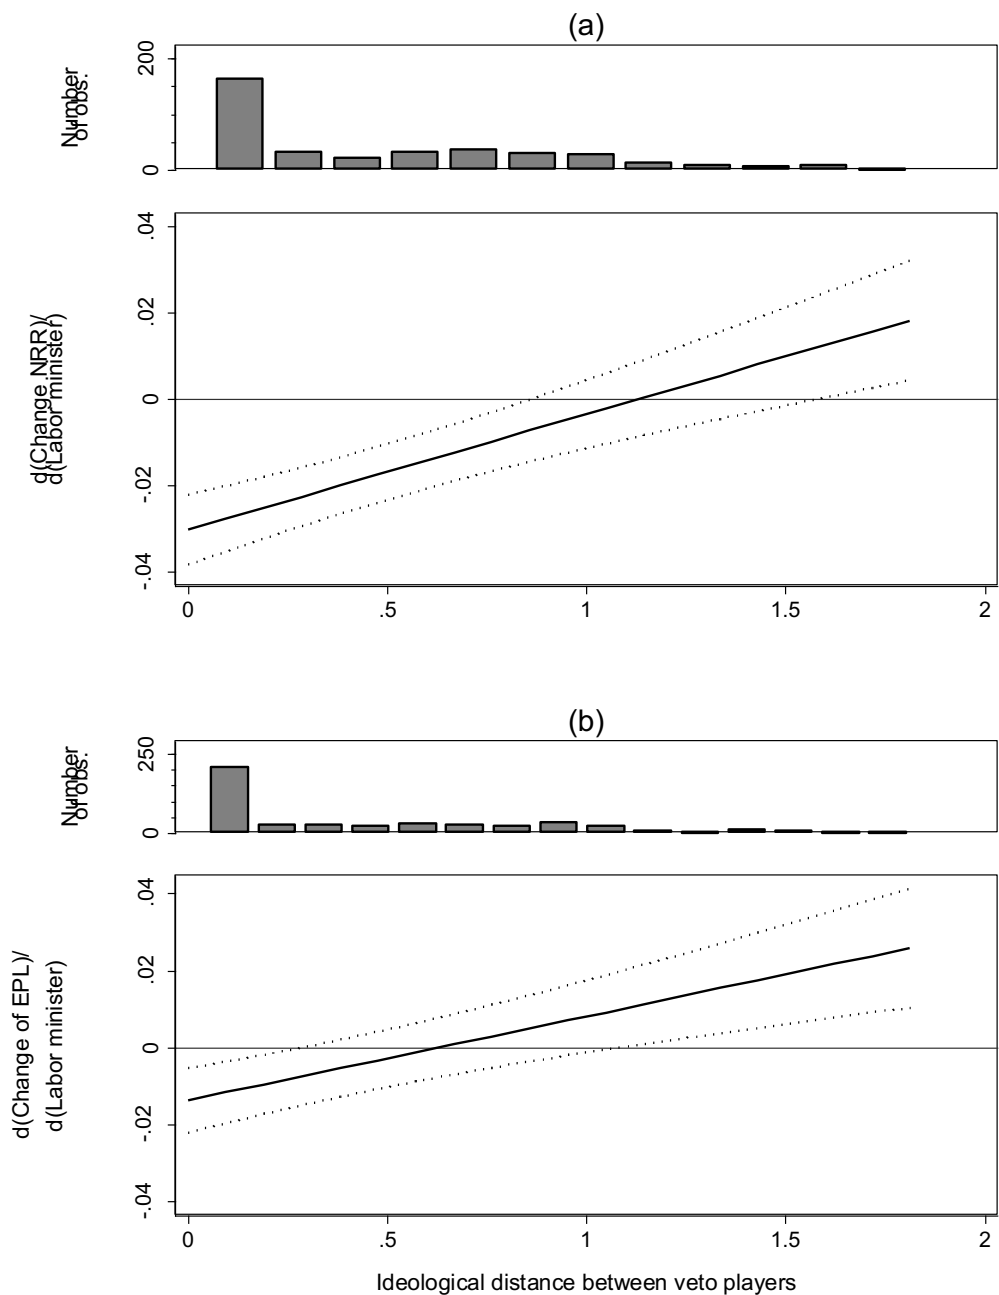 (a)
Number
of obs.
200
0
d(Change NRR)/
d(Labor minister)
.04
.02
0
-.02
-.04
0 .5 1 1.5 2
(b)
Number
of obs.
250
0
d(Change of EPL)/
d(Labor minister)
.04
.02
0
-.02
-.04
0 .5 1 1.5 2
Ideological distance between veto players